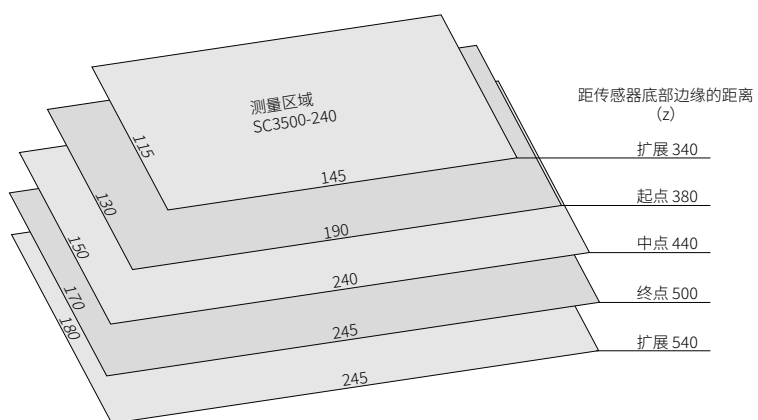 测量区域
SC3500-240
距传感器底部边缘的距离
（z）
115
145
扩展 340
130
190
起点 380
150
240
中点 440
170
245
终点 500
180
245
扩展 540